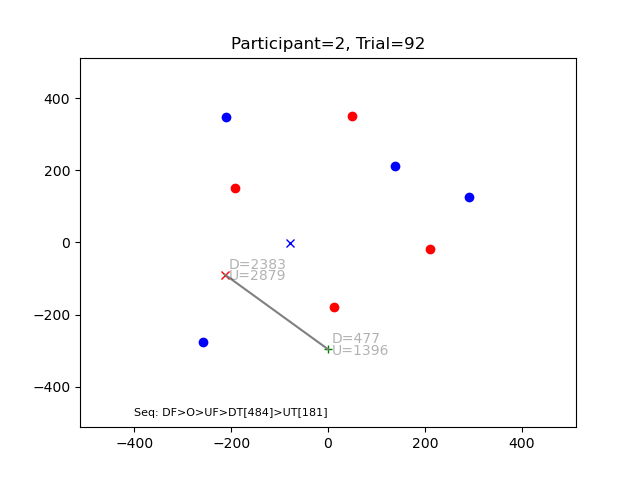 Participant=2, Trial=92
400
200
0
−200
−400
D=2383
U=2879
D=477
U=1396
Seq: DF>O>UF>DT[484]>UT[181]
−400
−200
0
200
400